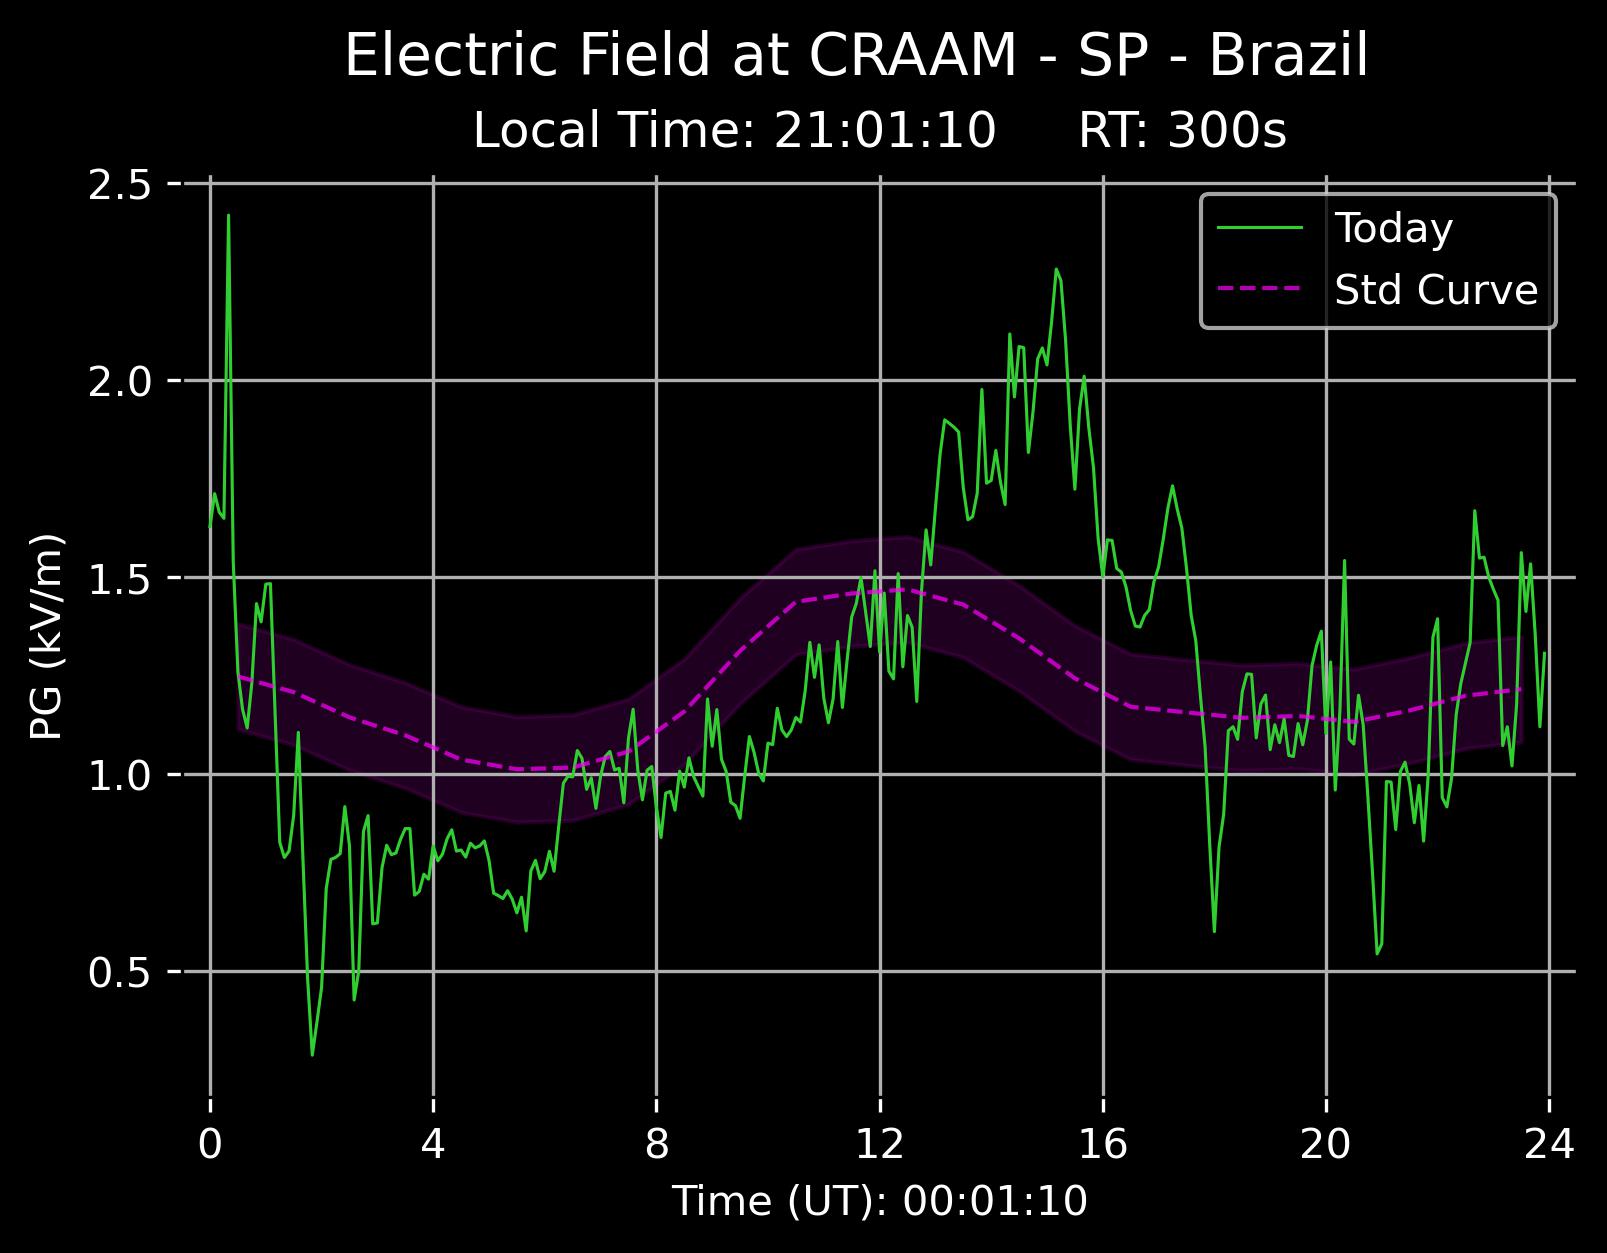 Electric Field at CRAAM - SP - Brazil
Local Time: 21:01:10 RT: 300s
2.5
2.0
1.5
1.0
0.5
PG (kV/m)
Today
Std Curve
0 4 8 12 16 20 24
Time (UT): 00:01:10